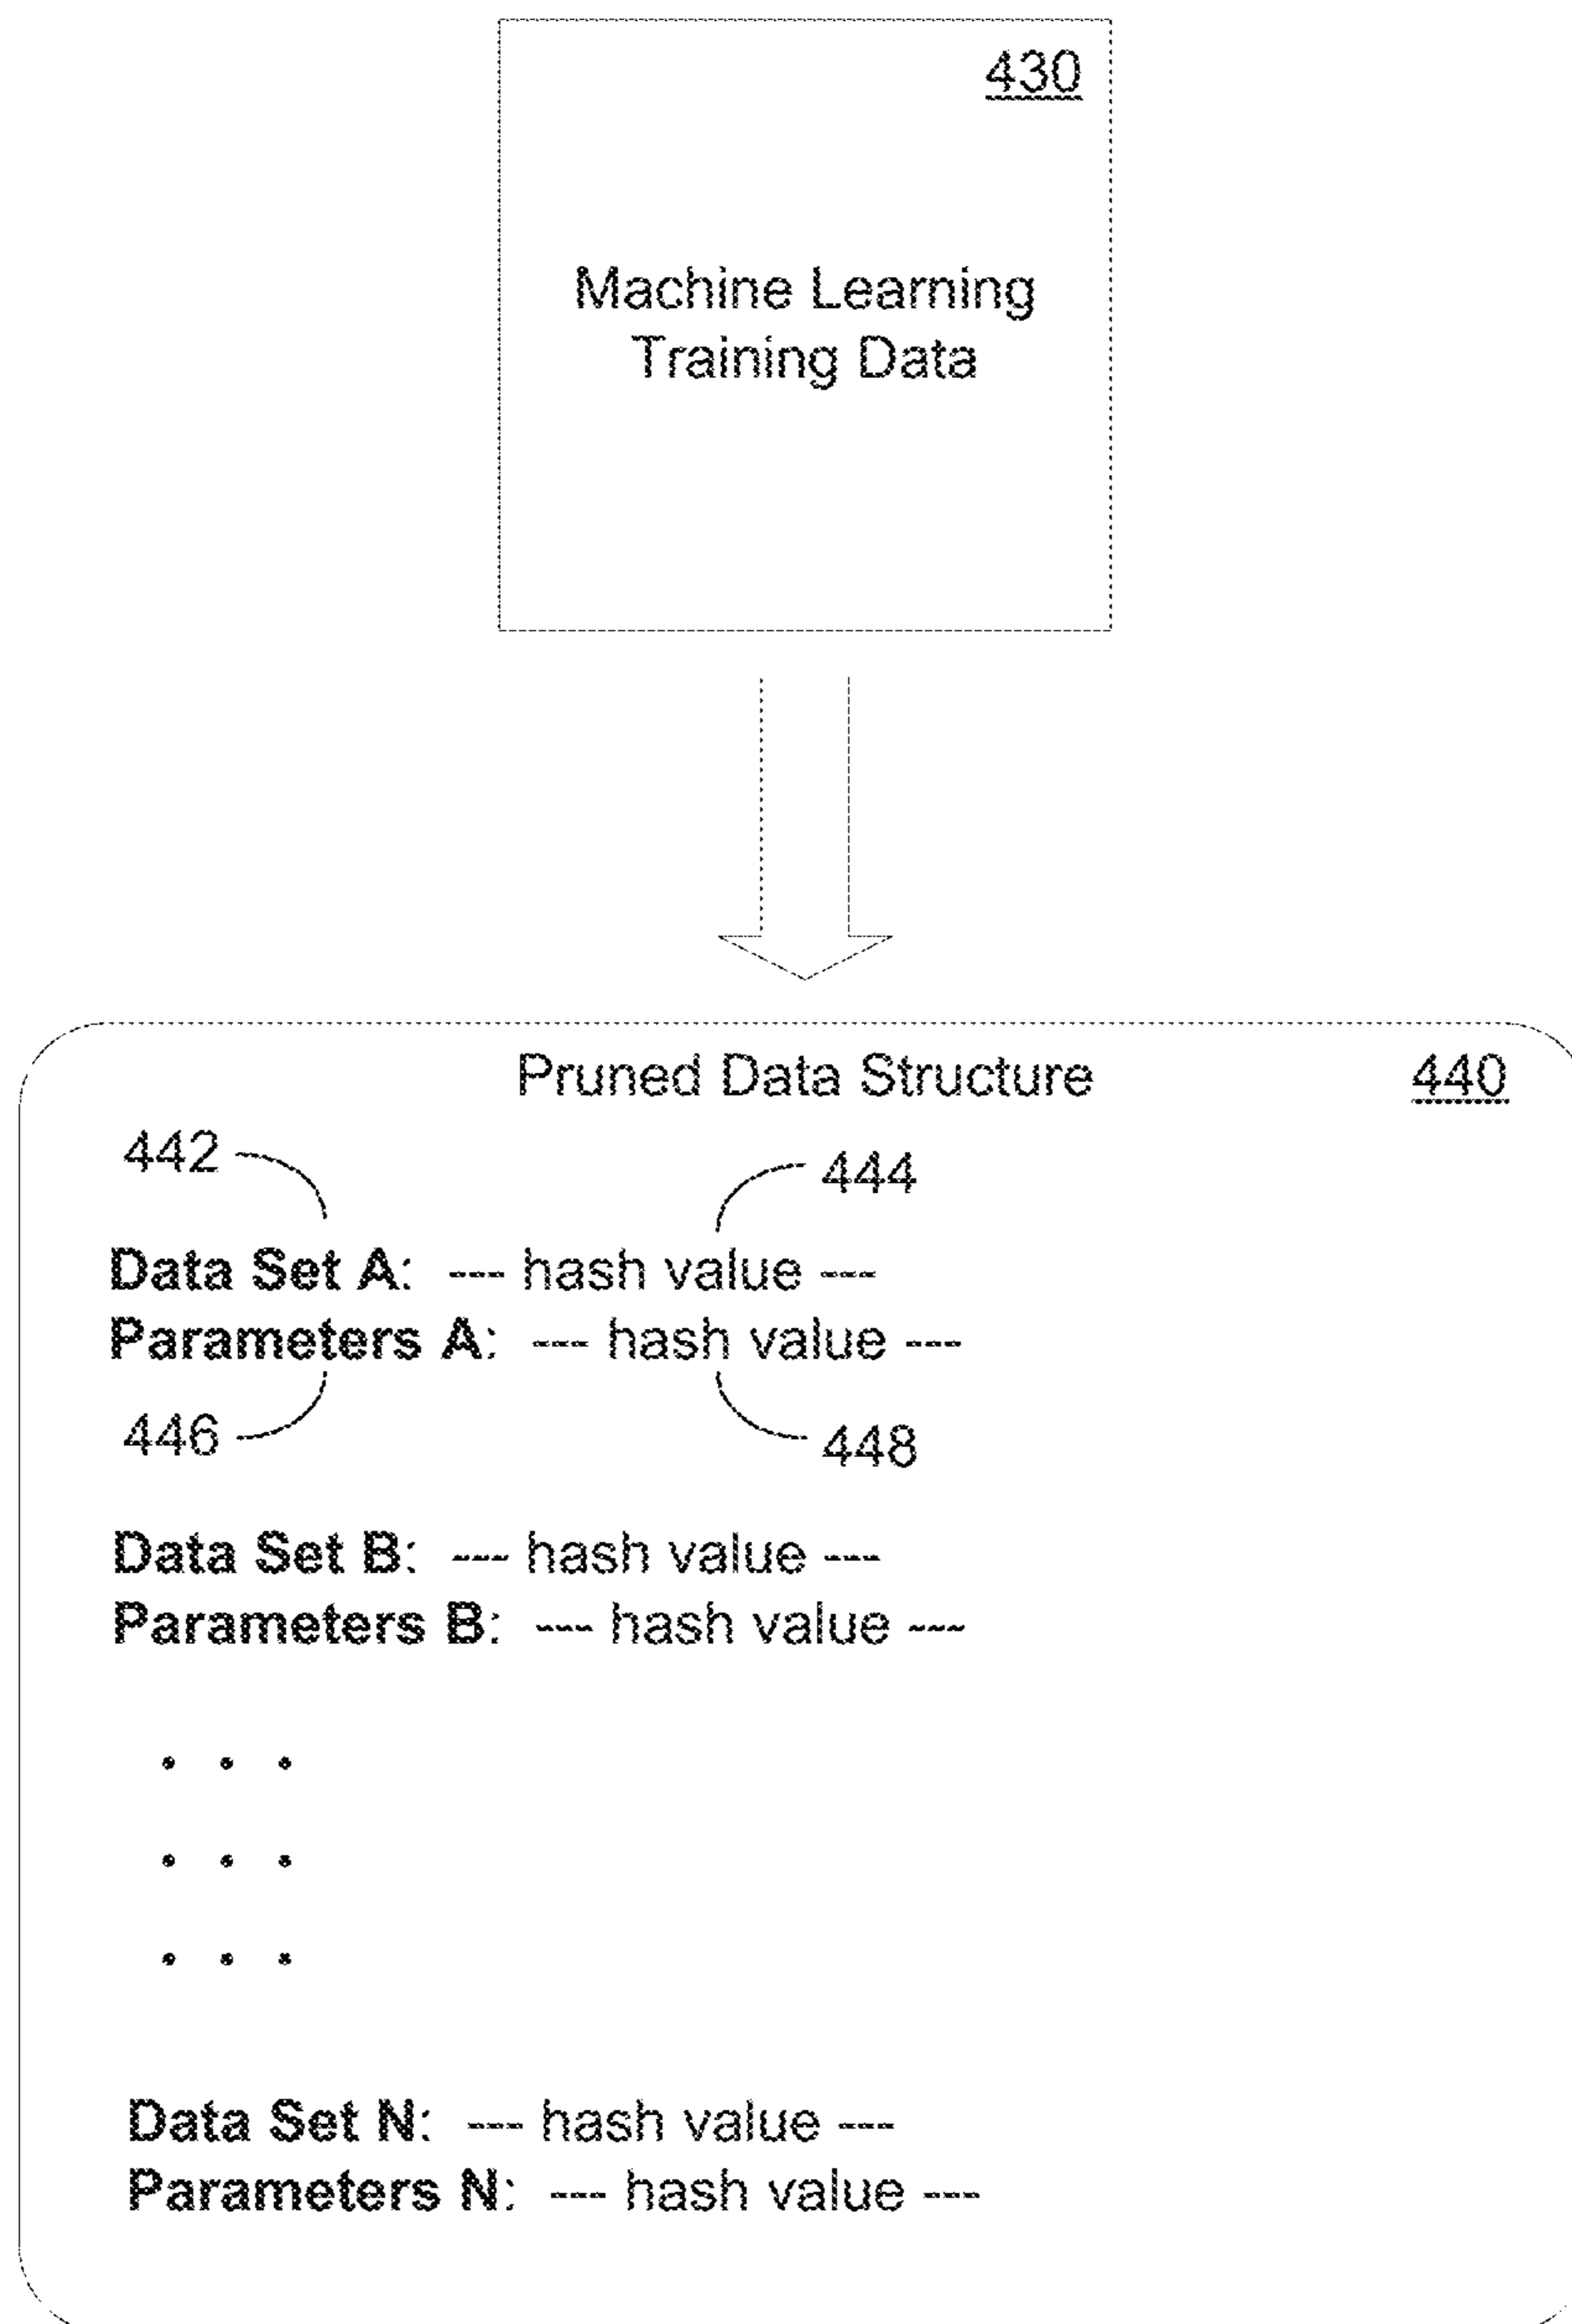 430
Machine Learning
Training Data
Pruned Data Structure 440
442 444
Data Set A: --- hash value ---
Parameters A: --- hash value ---
446 448
Data Set B: --- hash value ---
Parameters B: --- hash value ---
. . .
. . .
. . .
Data Set N: --- hash value ---
Parameters N: --- hash value ---